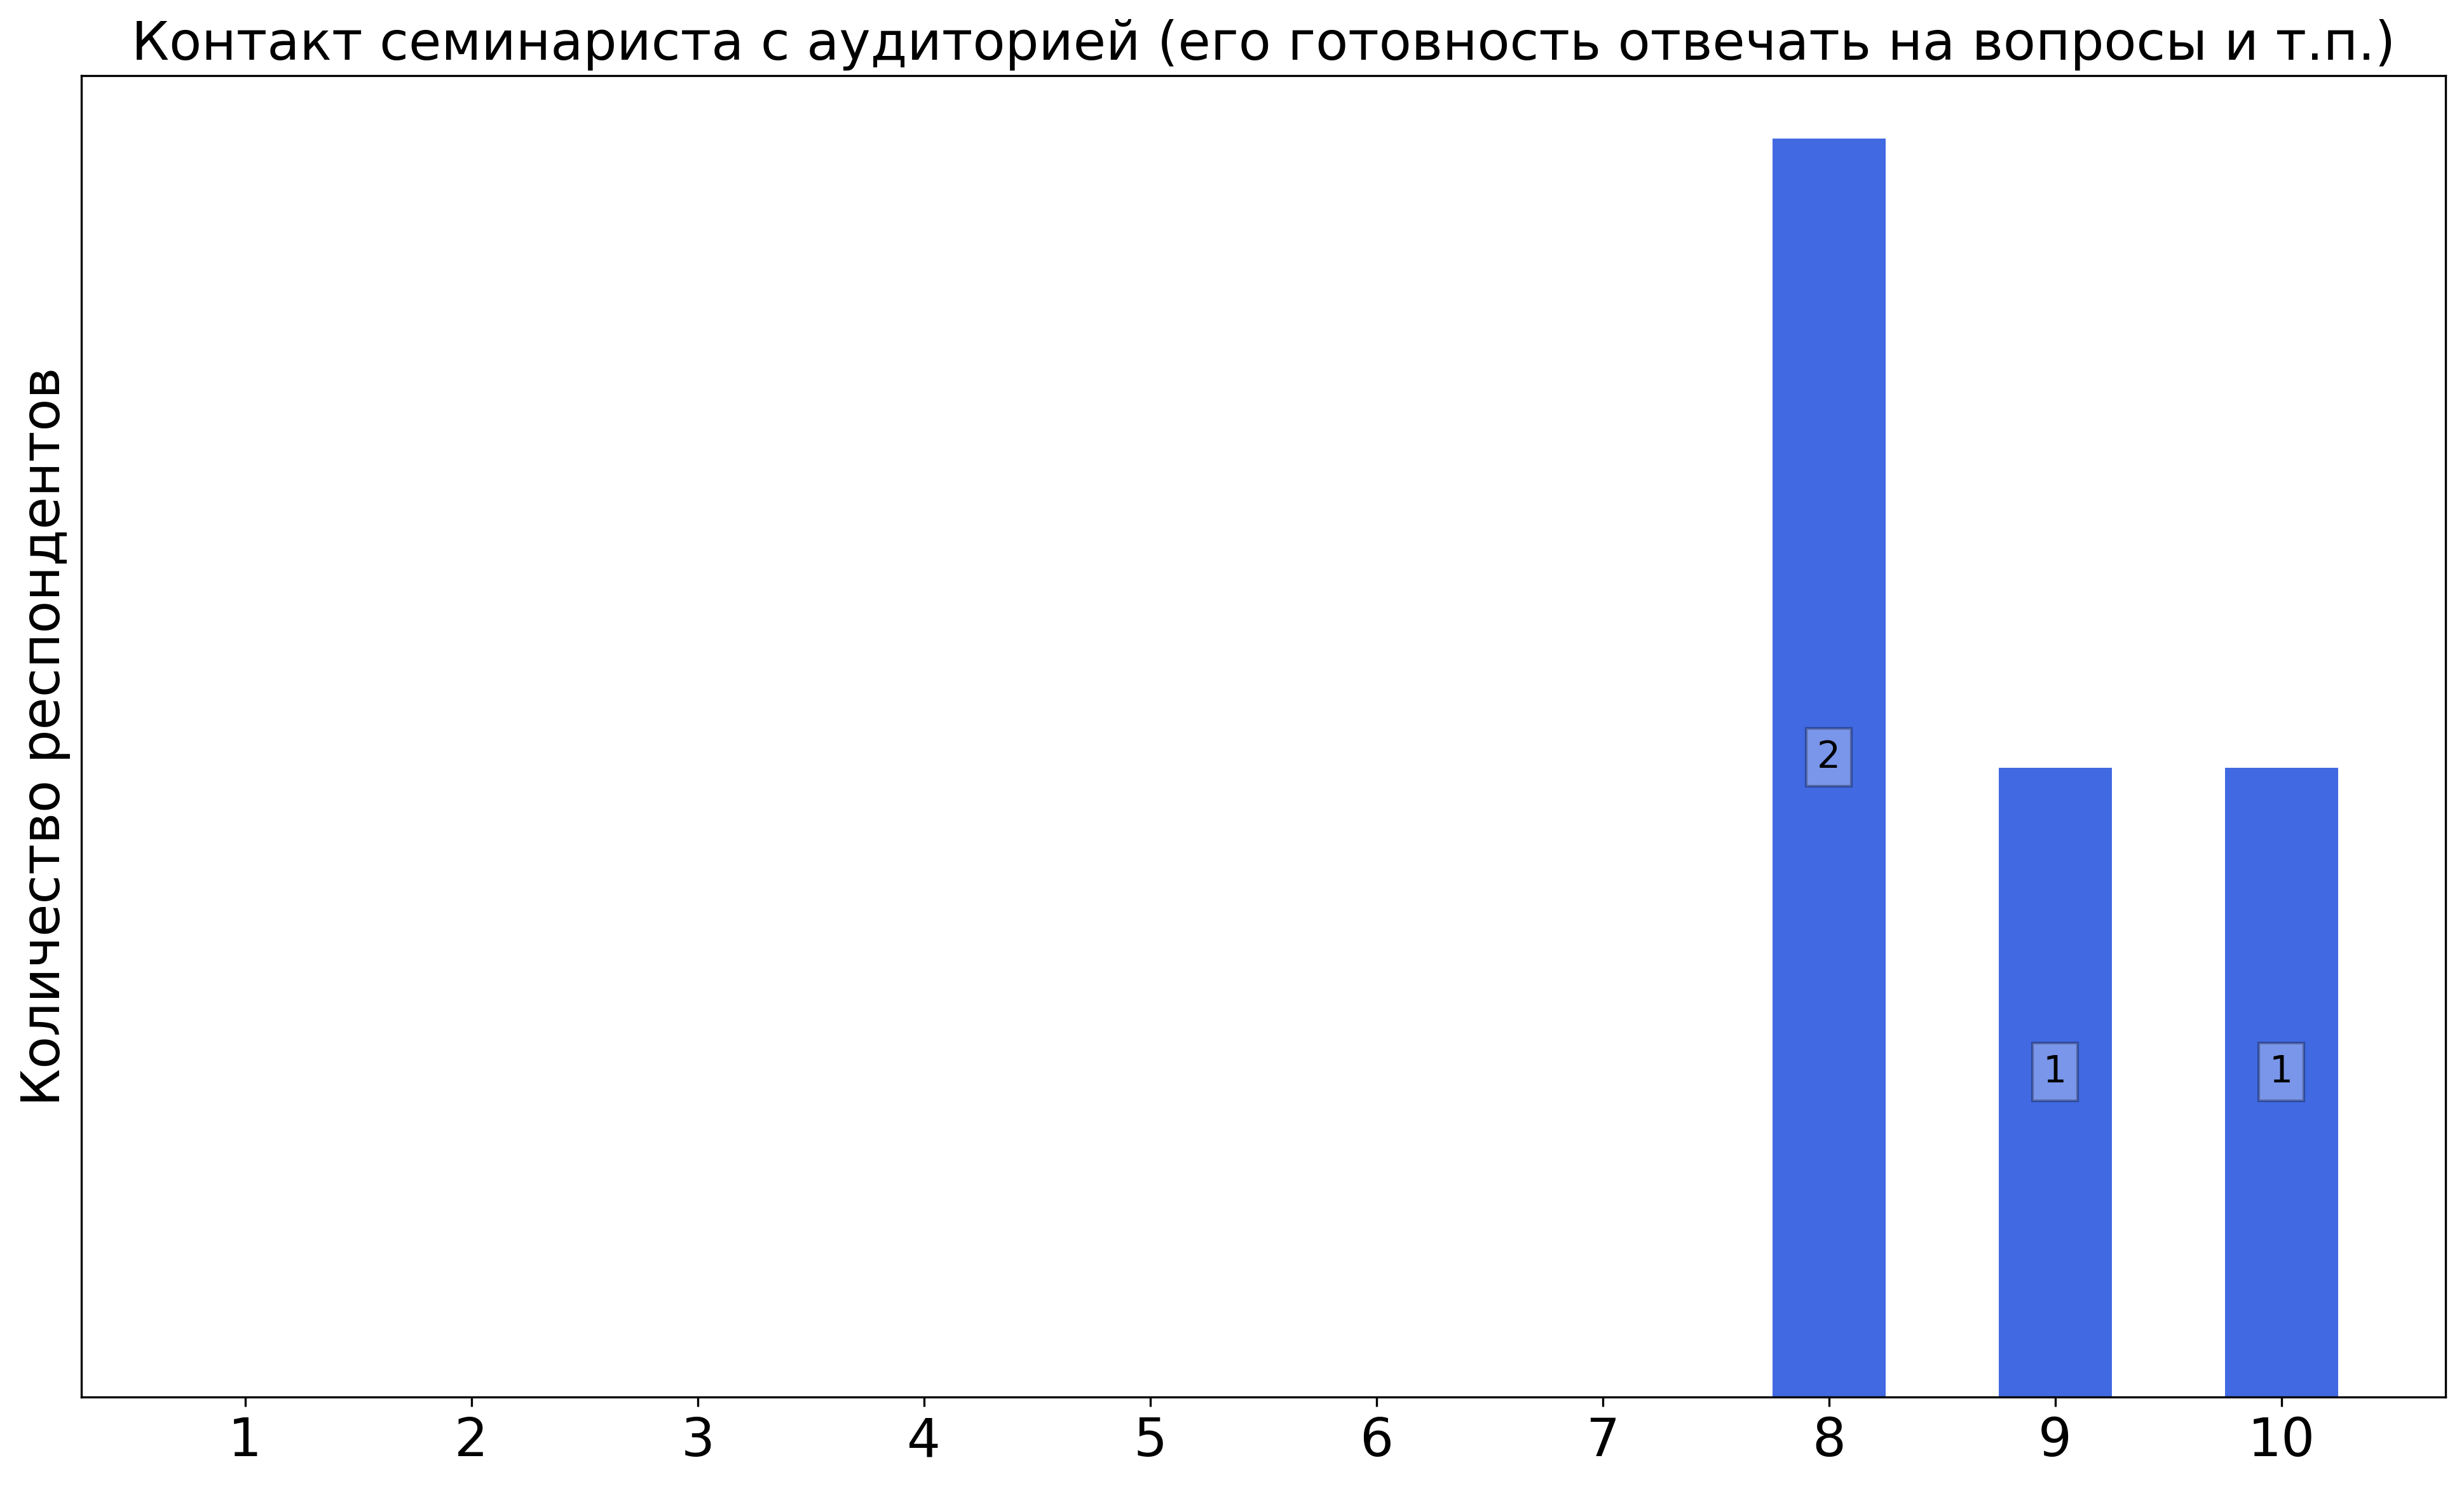 Контакт семинариста с аудиторией (его готовность отвечать на вопросы и т.п.)
Количество респондентов
2
1
1
1 2 3 4 5 6 7 8 9 10